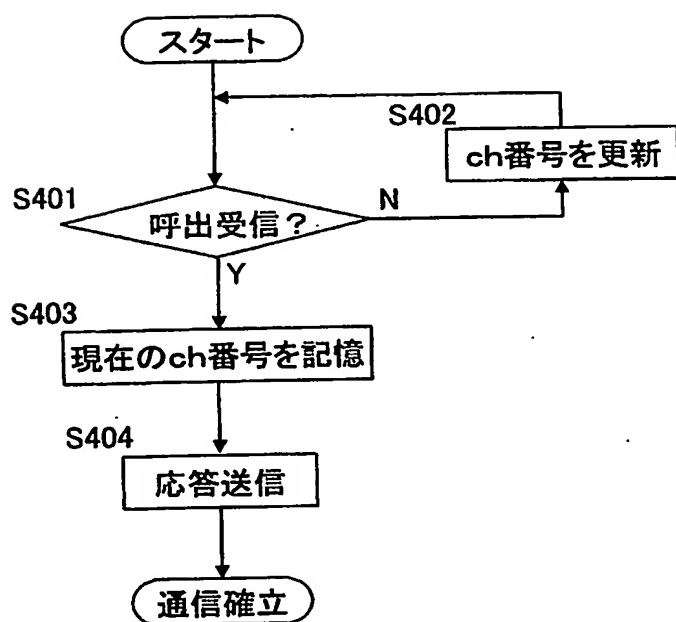 スタート
S402
ch番号を更新
S401
呼出受信?
N
Y
S403
現在のch番号を記憶
S404
応答送信
通信確立